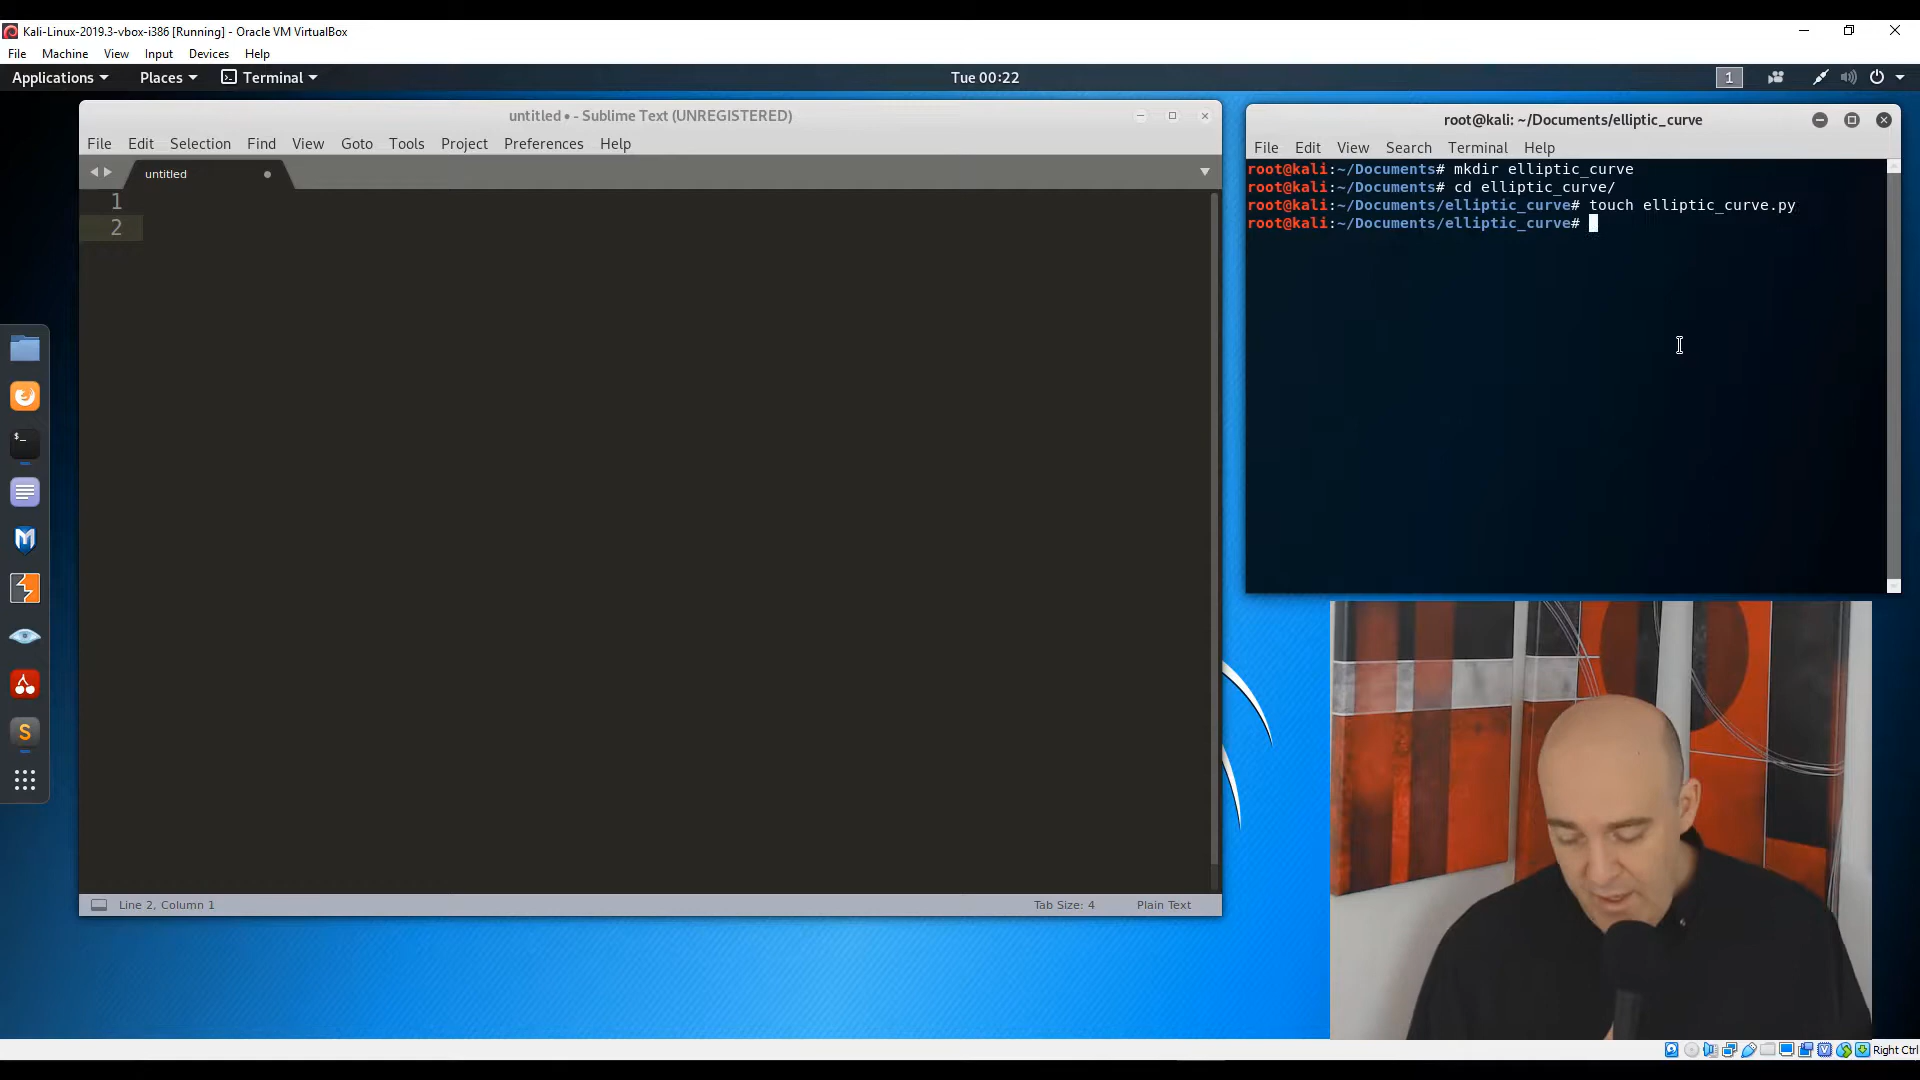 Kali-Linux-2019.3-vbox-i386 [Running] - Oracle VM VirtualBox
File Machine View Input Devices Help
Applications Places Terminal Tue 00:22 1
untitled • - Sublime Text (UNREGISTERED)
File Edit Selection Find View Goto Tools Project Preferences Help
untitled
1
2
Line 2, Column 1 Tab Size: 4 Plain Text
root@kali: ~/Documents/elliptic_curve
File Edit View Search Terminal Help
root@kali:~/Documents# mkdir elliptic_curve
root@kali:~/Documents# cd elliptic_curve/
root@kali:~/Documents/elliptic_curve# touch elliptic_curve.py
root@kali:~/Documents/elliptic_curve#
$_
S
Right Ctrl